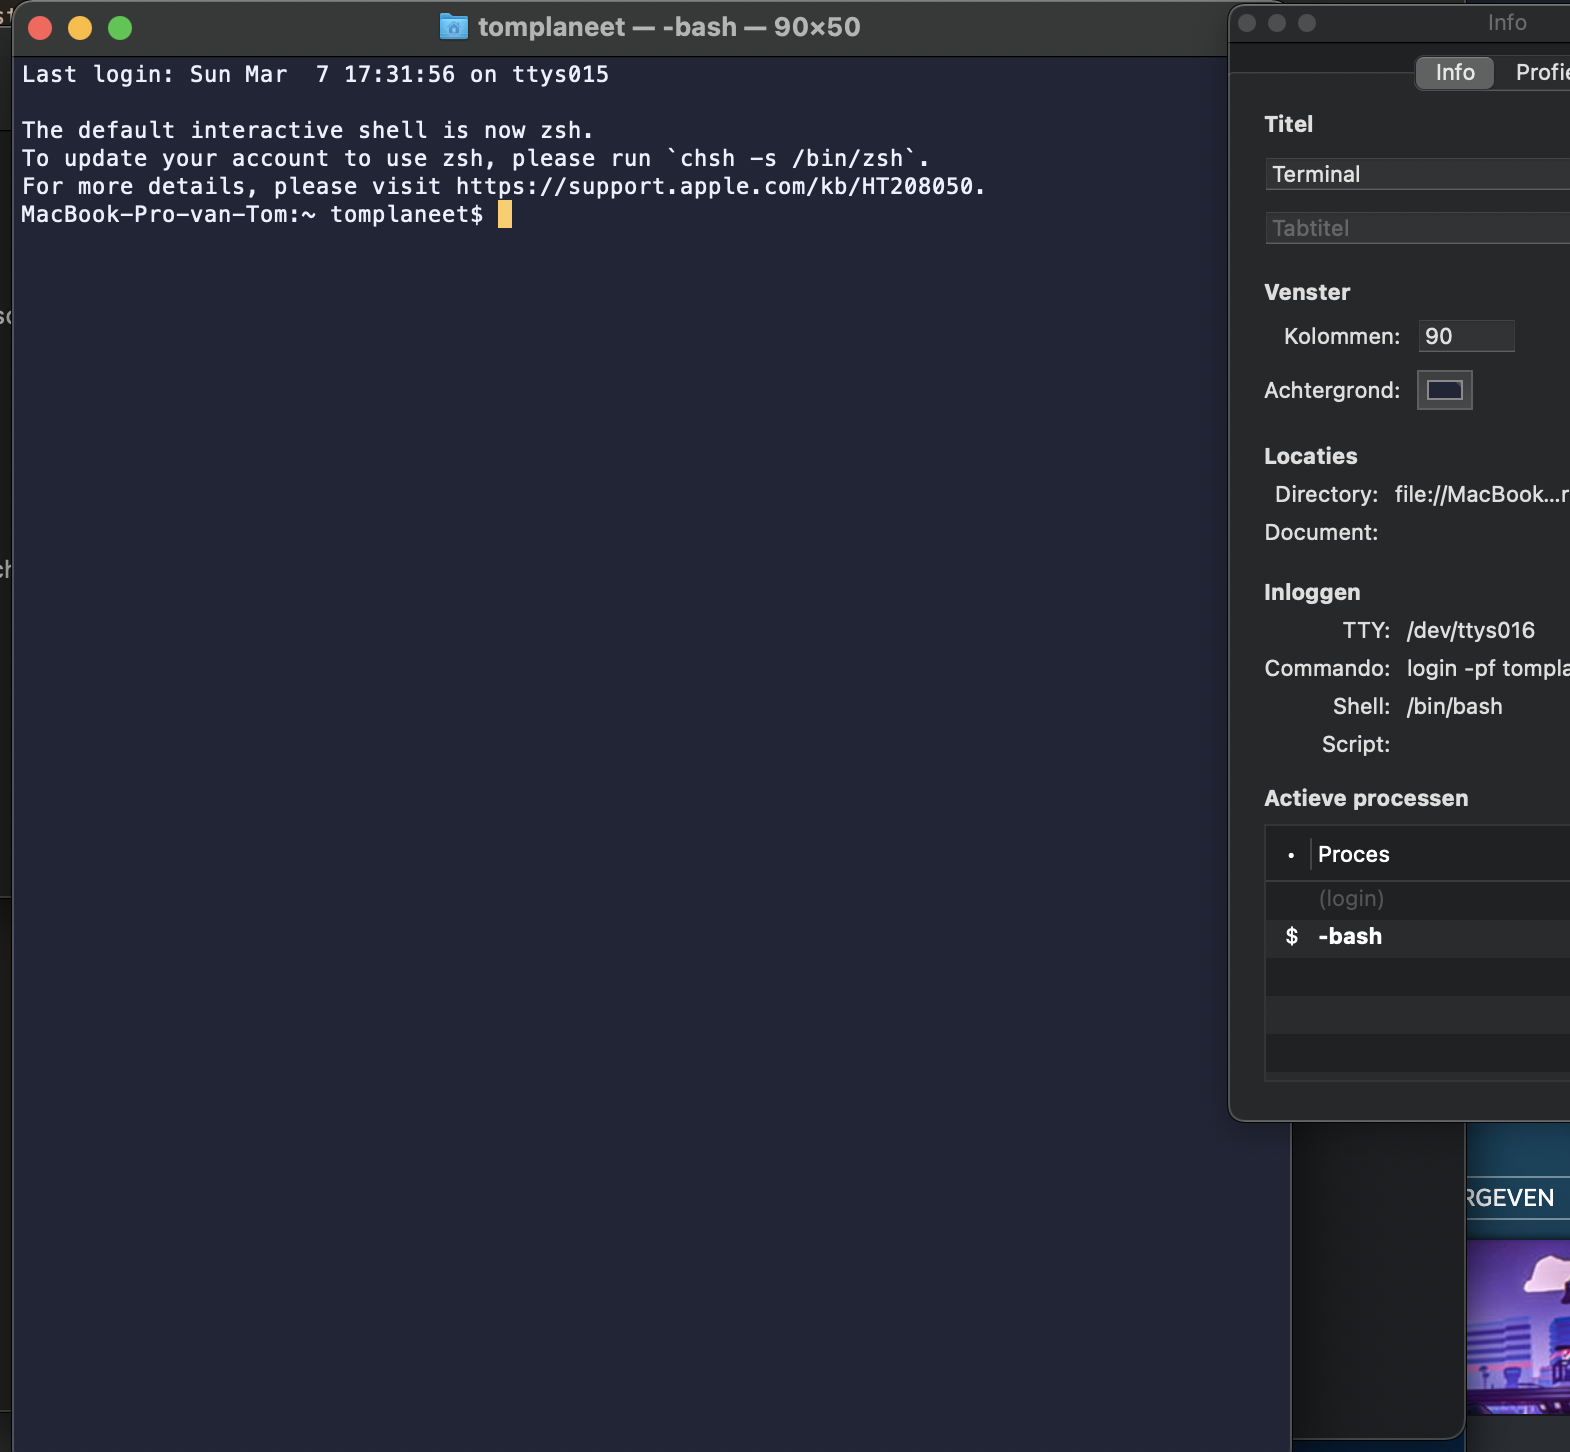 tomplaneet — -bash — 90×50
Last login: Sun Mar  7 17:31:56 on ttys015
The default interactive shell is now zsh.
To update your account to use zsh, please run `chsh -s /bin/zsh`.
For more details, please visit https://support.apple.com/kb/HT208050.
MacBook-Pro-van-Tom:~ tomplaneet$
Info
Info Profie
Titel
Terminal
Tabtitel
Venster
Kolommen: 90
Achtergrond:
Locaties
Directory: file://MacBook...r
Document:
Inloggen
TTY: /dev/ttys016
Commando: login -pf tompla
Shell: /bin/bash
Script:
Actieve processen
• Proces
(login)
$ -bash
RGEVEN